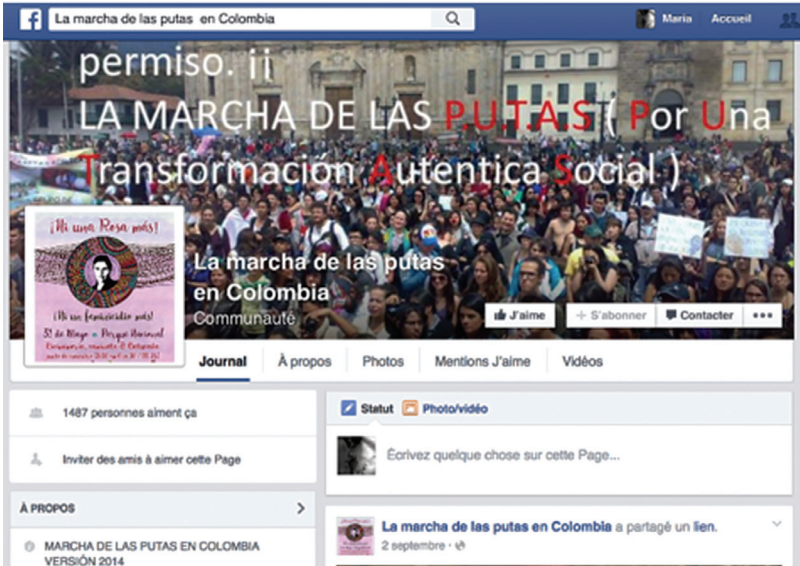 La marcha de las putas en Colombia
Maria
Accueil
permiso. ¡¡
LA MARCHA DE LAS P.U.T.A.S ( Por Una
Transformación Autentica Social )
¡Ni una Rosa más!
¡Ni un feminicidio más!
31 de Mayo - Parque Nacional
La marcha de las putas
en Colombia
Communauté
J'aime
+ S'abonner
Contacter
•••
Journal
À propos
Photos
Mentions J'aime
Vidéos
1487 personnes aiment ça
Inviter des amis à aimer cette Page
À PROPOS
MARCHA DE LAS PUTAS EN COLOMBIA
VERSIÓN 2014
Statut
Photo/vidéo
Écrivez quelque chose sur cette Page...
La marcha de las putas en Colombia a partagé un lien.
2 septembre ·